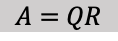 A = QR